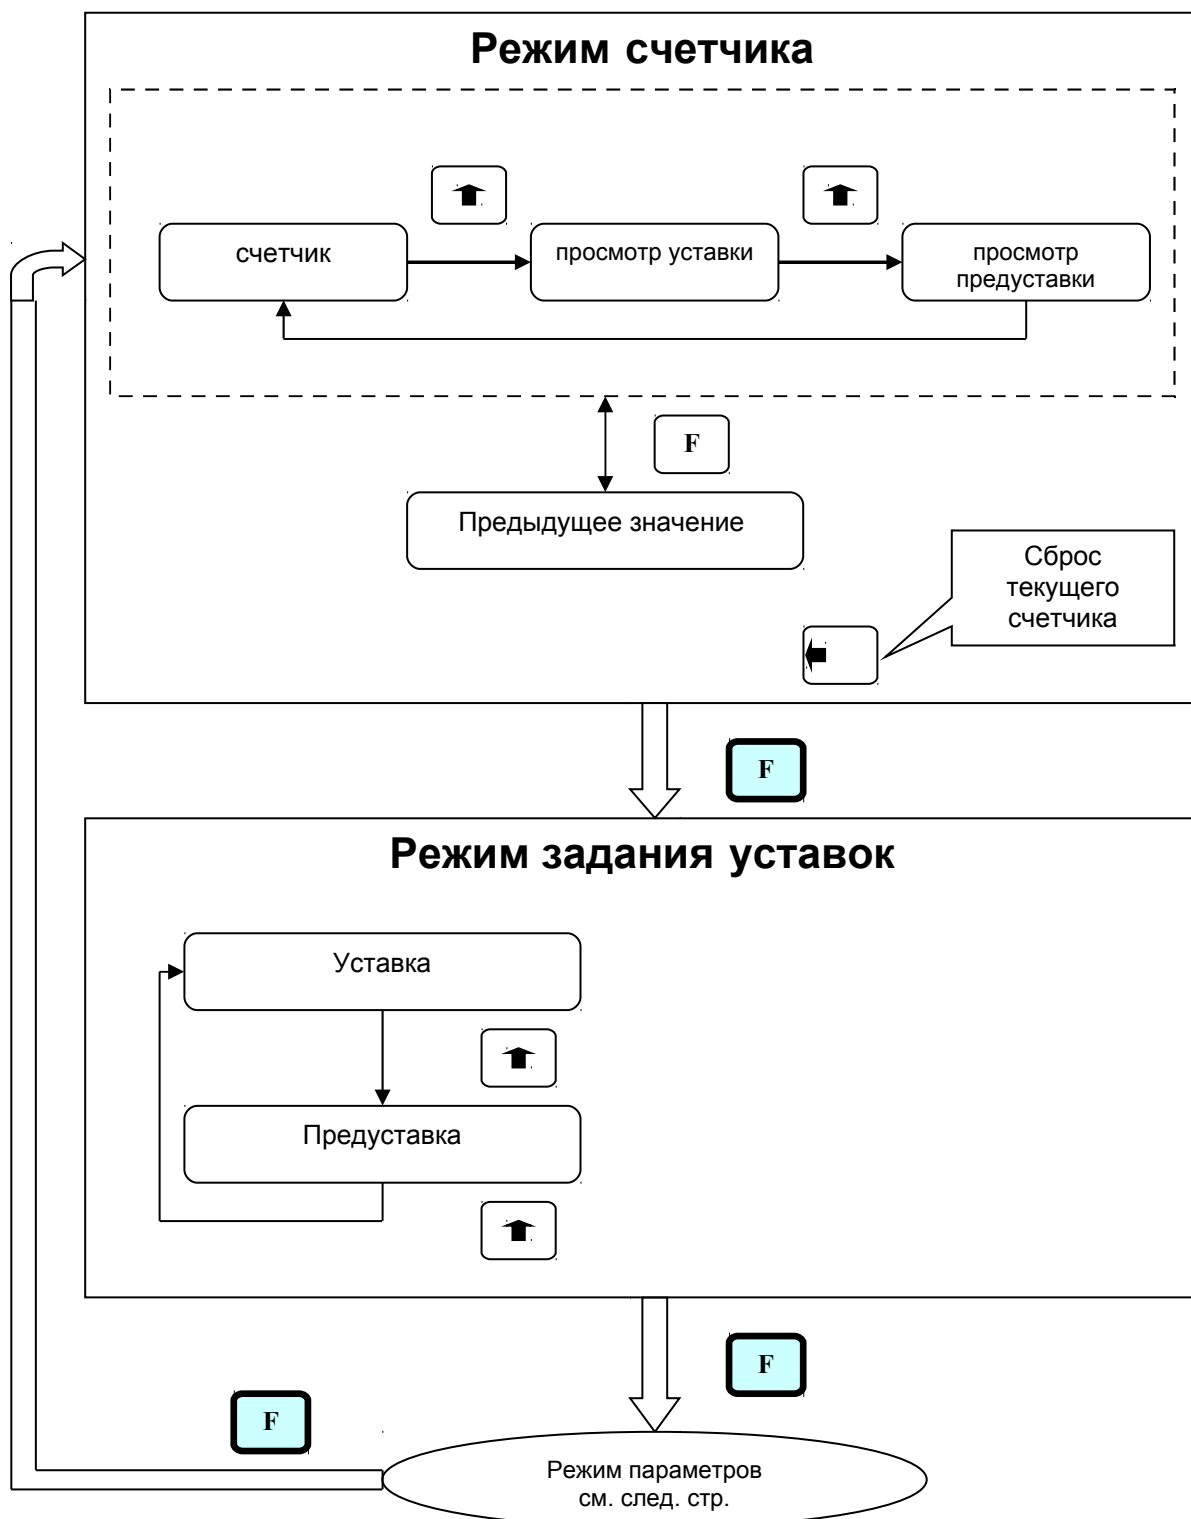 Режим счетчика
счетчик
просмотр уставки
просмотр
предуставки
F
Предыдущее значение
Сброс
текущего
счетчика
F
Режим задания уставок
Уставка
Предуставка
F
F
Режим параметров
см. след. стр.